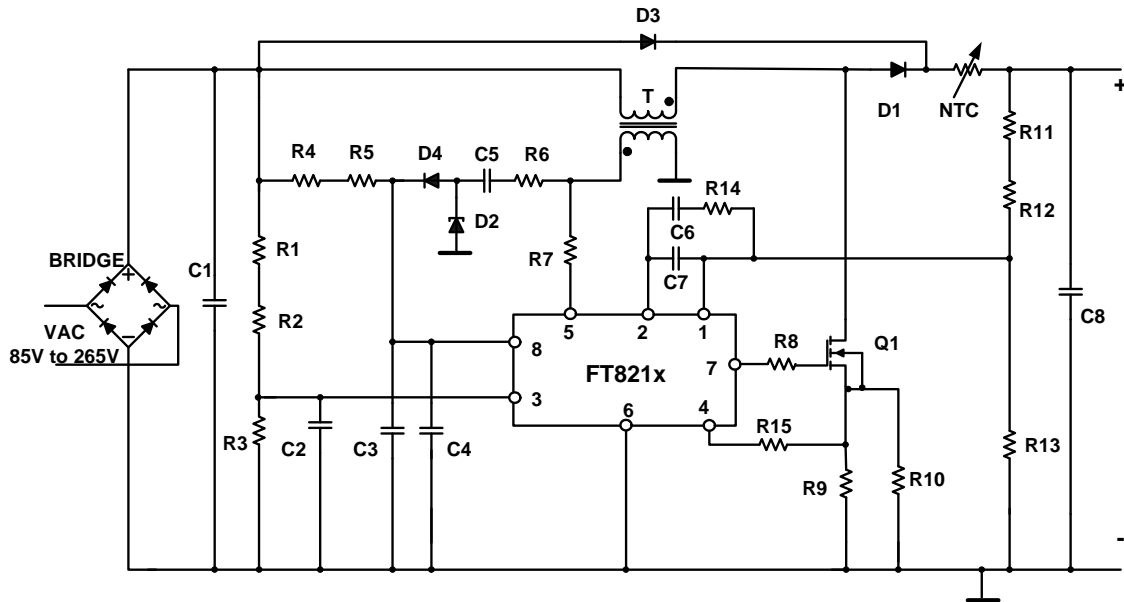 D3
T
D1
NTC
+
R4
R5
D4
C5
R6
R11
R14
D2
C6
R12
R1
R7
C7
BRIDGE
C1
+
~
~
−
VAC
85V to 265V
R2
C8
5
2
1
8
FT821x
7
R8
Q1
3
6
4
R3
C2
C3
C4
R15
R9
R10
R13
-